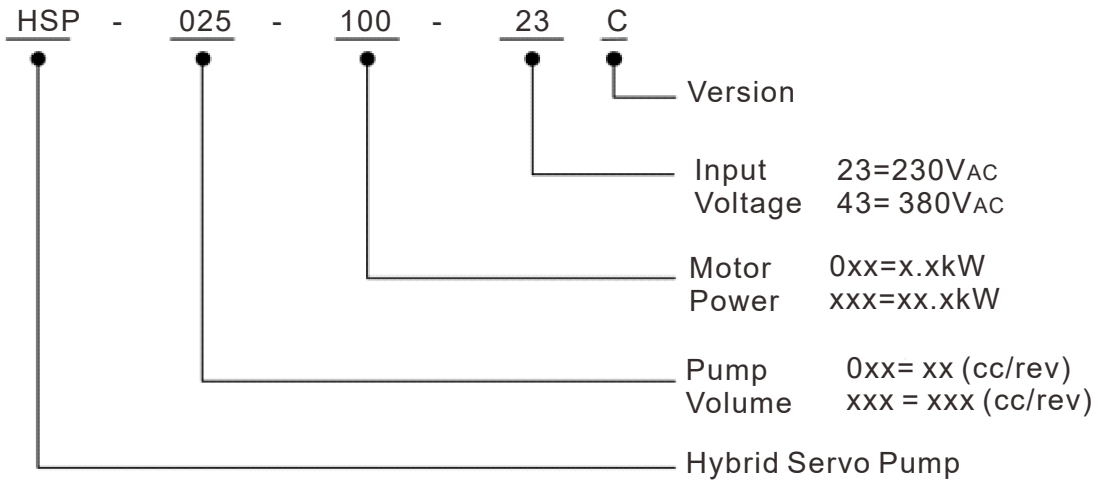 HSP - 025 - 100 - 23 C
Version
Input 23=230VAC
Voltage 43= 380VAC
Motor 0xx=x.xkW
Power xxx=xx.xkW
Pump 0xx= xx (cc/rev)
Volume xxx = xxx (cc/rev)
Hybrid Servo Pump